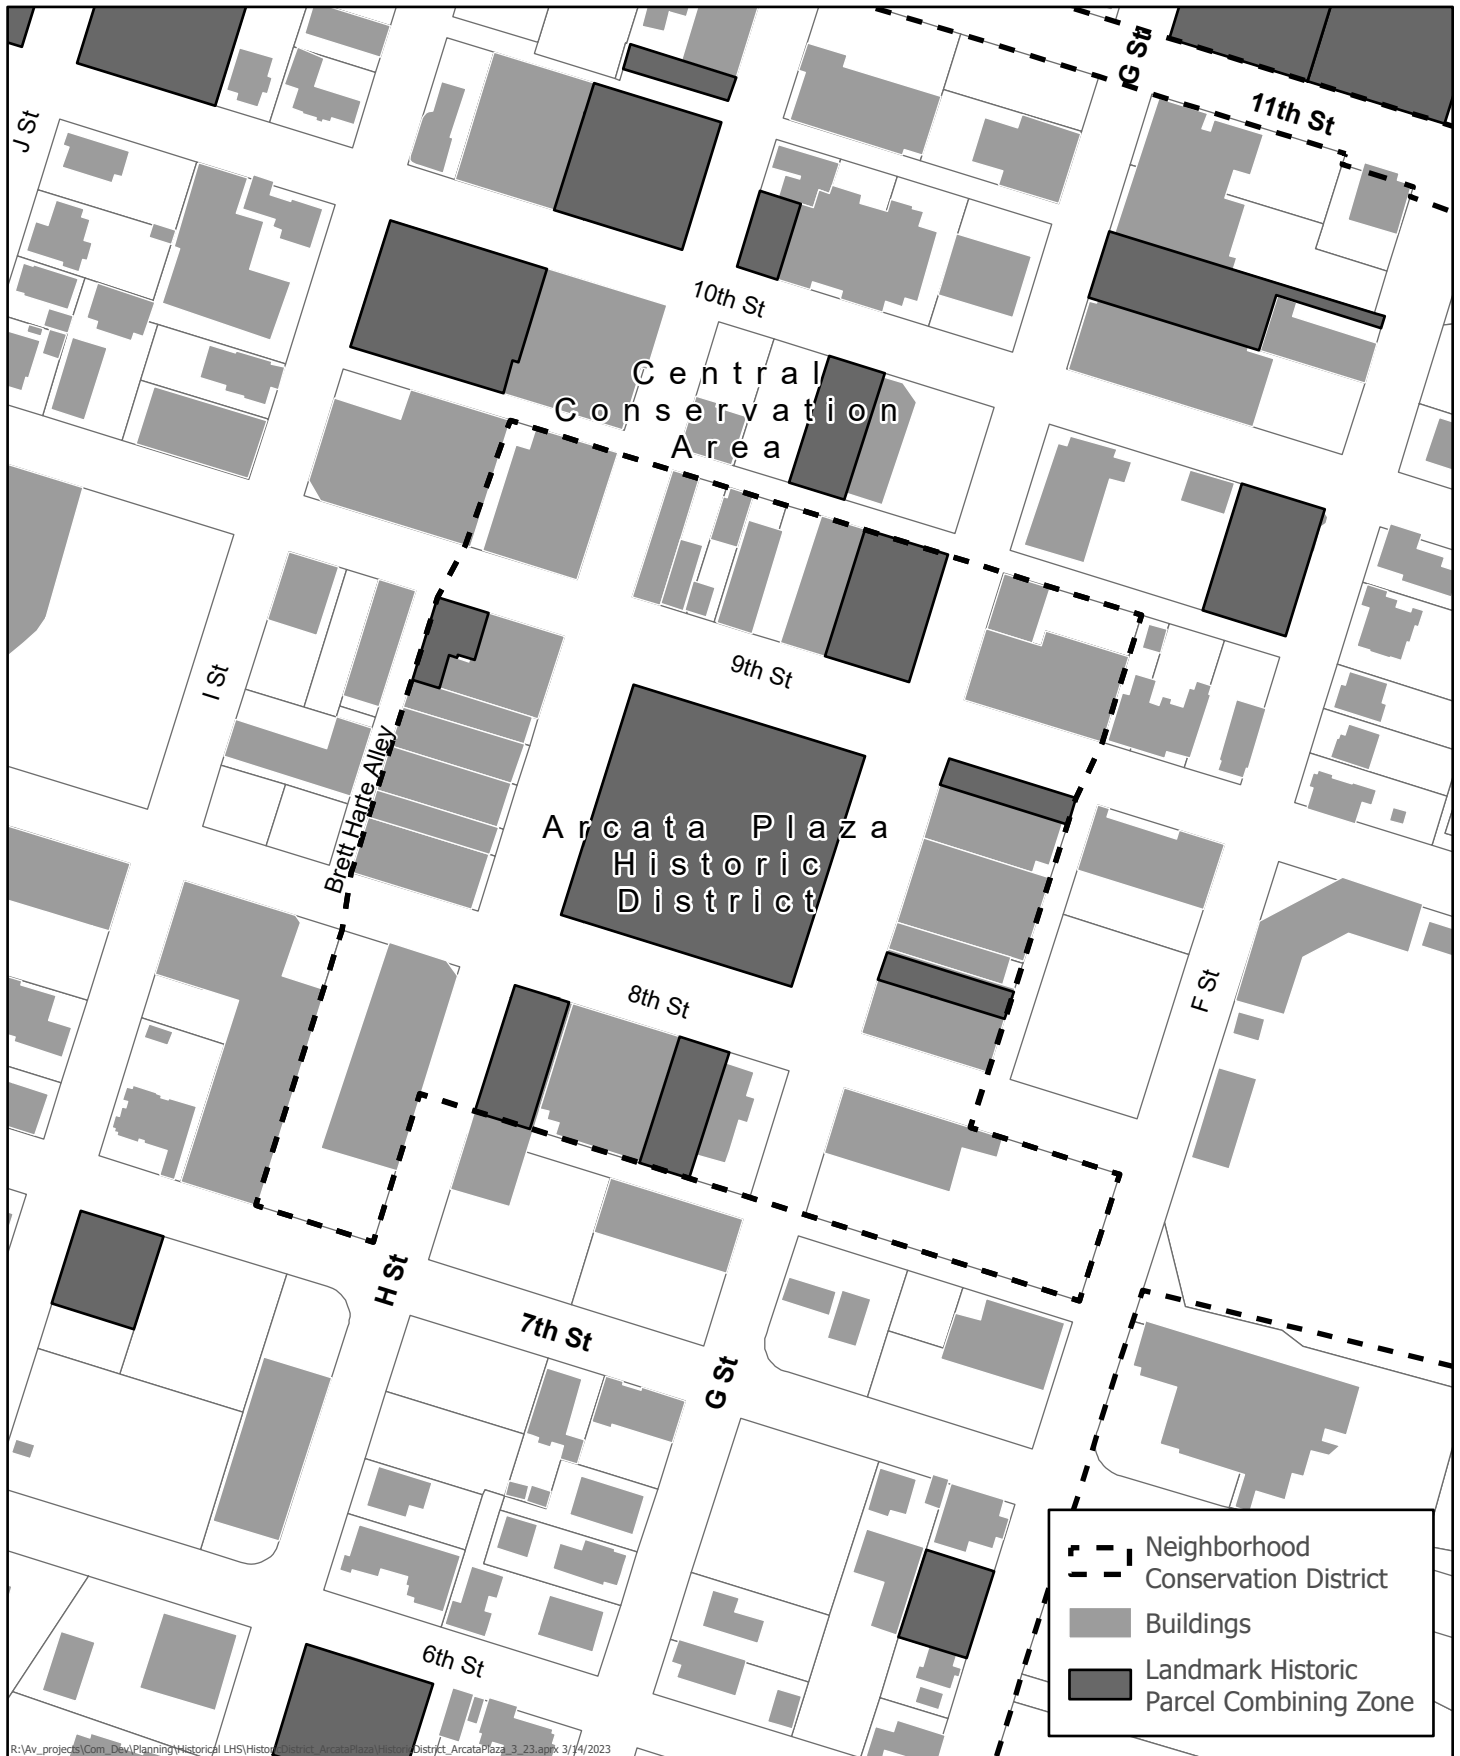 G St
11th St
J St
10th St
Central
Conservation
Area
9th St
I St
Brett Harte Alley
Arcata Plaza
Historic
District
8th St
F St
H St
7th St
G St
6th St
Neighborhood
Conservation District
Buildings
Landmark Historic
Parcel Combining Zone